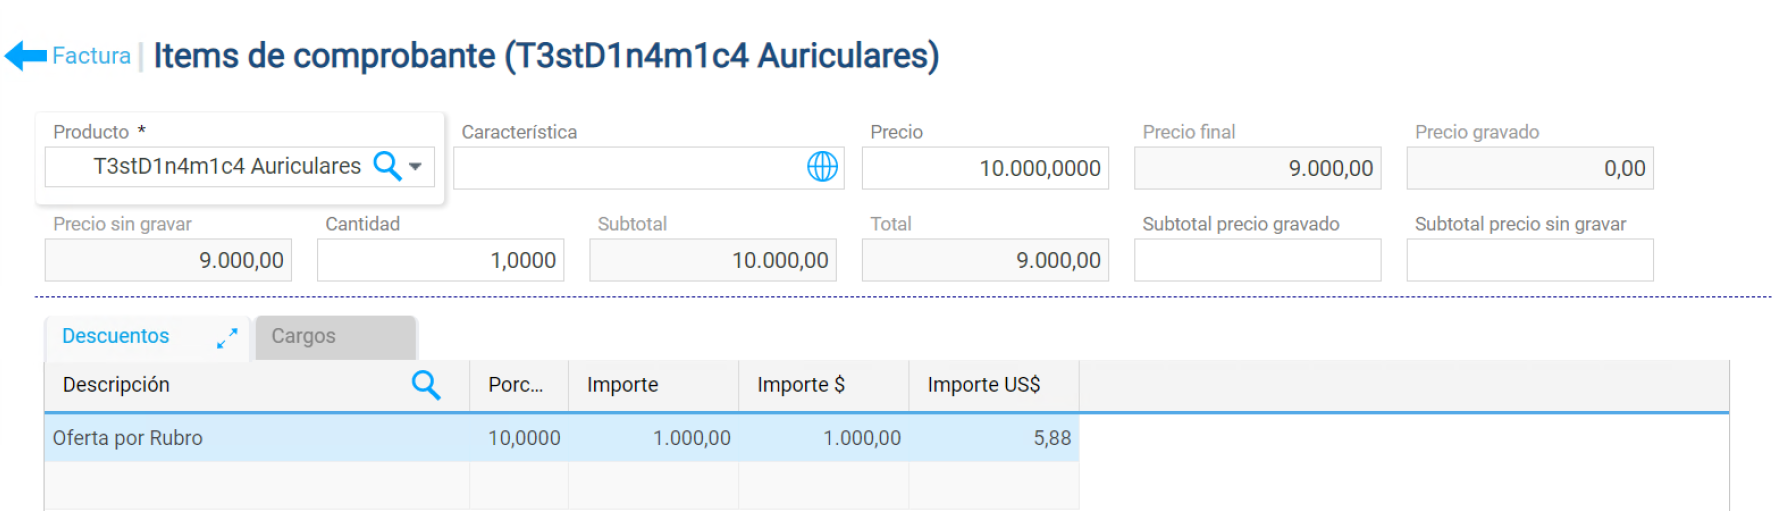 Factura | Items de comprobante (T3stD1n4m1c4 Auriculares)
Producto * Característica Precio Precio final Precio gravado
T3stD1n4m1c4 Auriculares 10.000,0000 9.000,00 0,00
Precio sin gravar Cantidad Subtotal Total Subtotal precio gravado Subtotal precio sin gravar
9.000,00 1,0000 10.000,00 9.000,00
Descuentos Cargos
Descripción Porc... Importe Importe $ Importe US$
Oferta por Rubro 10,0000 1.000,00 1.000,00 5,88